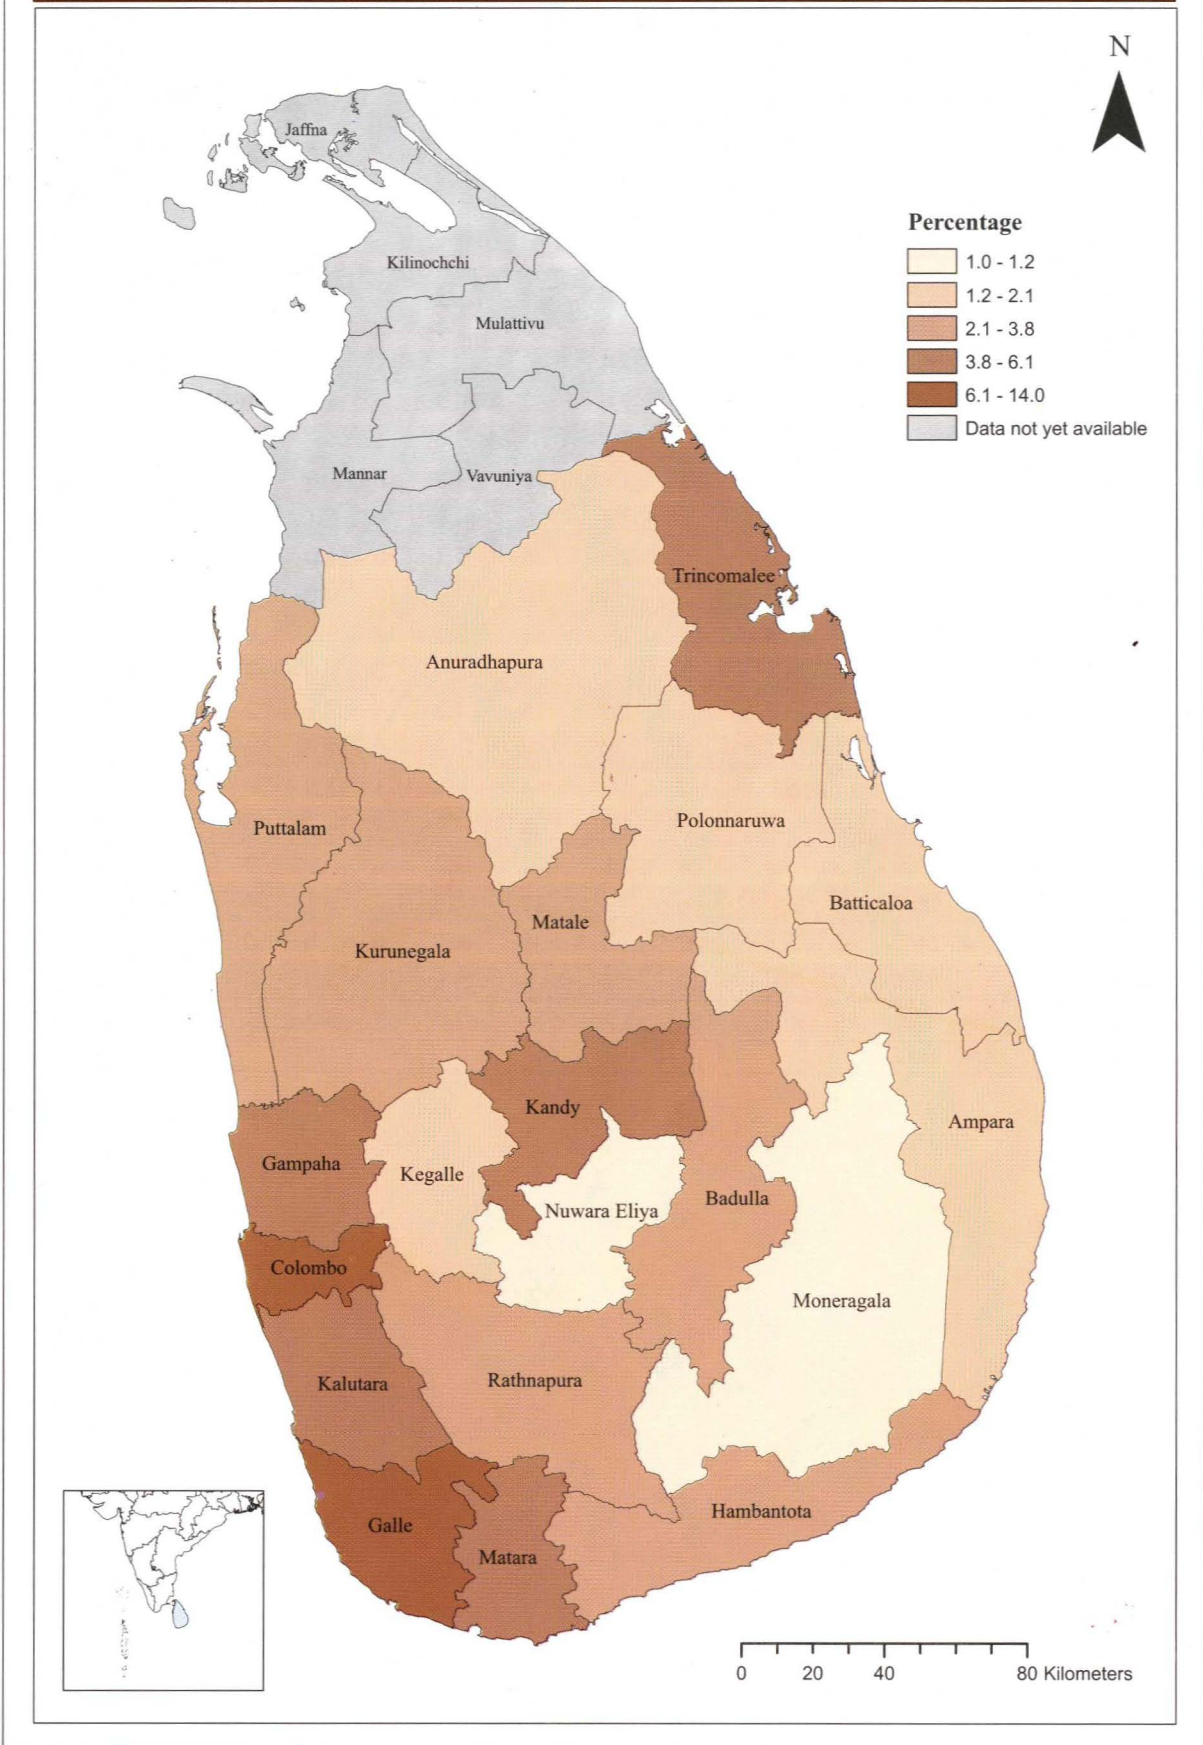 N
Jaffna
Percentage
1.0 - 1.2
Kilinochchi
1.2 - 2.1
Mulattivu
2.1 - 3.8
3.8 - 6.1
6.1 - 14.0
Data not yet available
Mannar
Vavuniya
Trincomalee
Anuradhapura
Puttalam
Polonnaruwa
Batticaloa
Matale
Kurunegala
Kandy
Ampara
Gampaha
Kegalle
Badulla
Nuwara Eliya
Colombo
Moneragala
Kalutara
Rathnapura
Hambantota
Galle
Matara
0 20 40 80 Kilometers